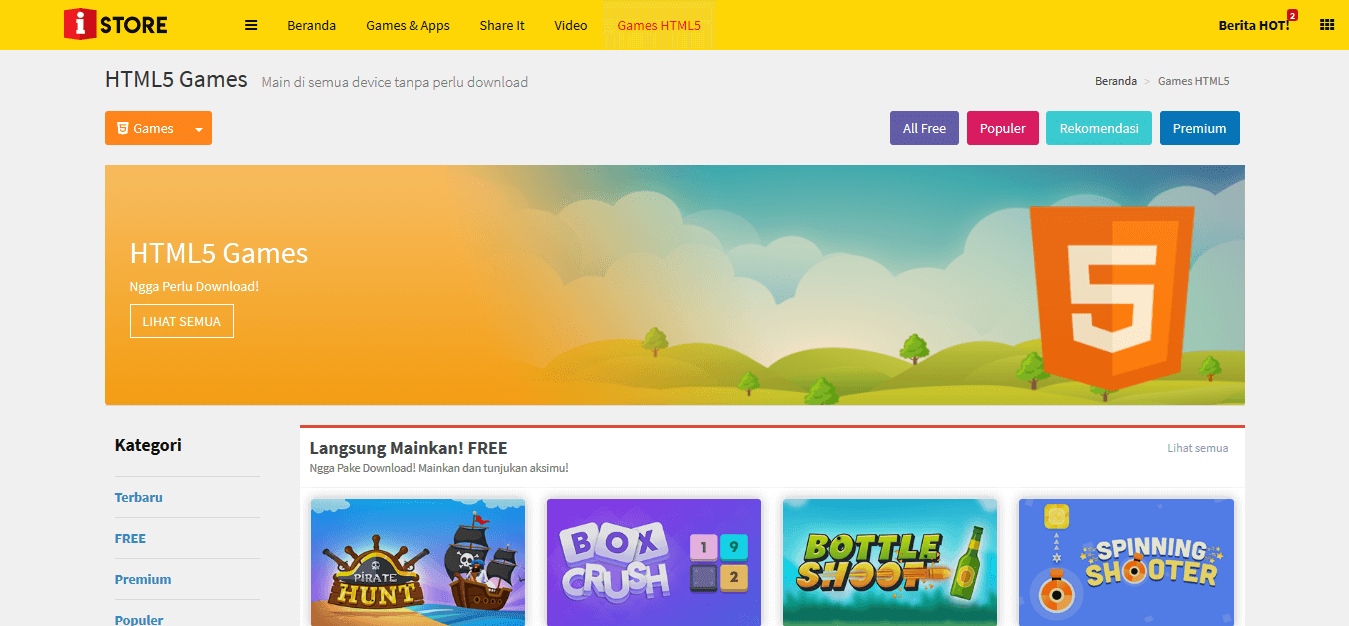 i STORE
Beranda
Games & Apps
Share It
Video
Games HTML5
Berita HOT!
2
HTML5 Games
Main di semua device tanpa perlu download
Beranda > Games HTML5
5 Games
All Free
Populer
Rekomendasi
Premium
HTML5 Games
Ngga Perlu Download!
LIHAT SEMUA
5
Kategori
Terbaru
FREE
Premium
Populer
Langsung Mainkan! FREE
Lihat semua
Ngga Pake Download! Mainkan dan tunjukan aksimu!
PIRATE
HUNT
BOX
CRUSH
1 9
2
BOTTLE
SHOOT
SPINNING
SHOOTER